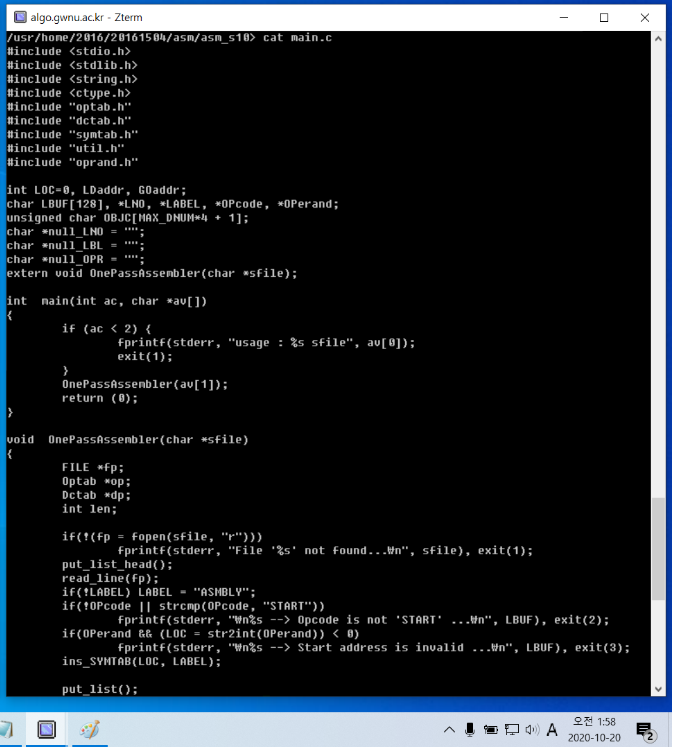 algo.gwnu.ac.kr - Zterm
/usr/home/2016/20161504/asm/asm_s10> cat main.c
#include <stdio.h>
#include <stdlib.h>
#include <string.h>
#include <ctype.h>
#include "optab.h"
#include "dctab.h"
#include "symtab.h"
#include "util.h"
#include "oprand.h"

int LOC=0, LDaddr, GOaddr;
char LBUF[128], *LNO, *LABEL, *OPcode, *OPerand;
unsigned char OBJC[MAX_DNUM*4 + 1];
char *null_LNO = "";
char *null_LBL = "";
char *null_OPR = "";
extern void OnePassAssembler(char *sfile);

int  main(int ac, char *av[])
{
        if (ac < 2) {
                fprintf(stderr, "usage : %s sfile", av[0]);
                exit(1);
        }
        OnePassAssembler(av[1]);
        return (0);
}

void  OnePassAssembler(char *sfile)
{
        FILE *fp;
        Optab *op;
        Dctab *dp;
        int len;

        if(!(fp = fopen(sfile, "r")))
                fprintf(stderr, "File '%s' not found...₩n", sfile), exit(1);
        put_list_head();
        read_line(fp);
        if(!LABEL) LABEL = "ASMBLY";
        if(!OPcode || strcmp(OPcode, "START"))
                fprintf(stderr, "₩n%s --> Opcode is not 'START' ...₩n", LBUF), exit(2);
        if(OPerand && (LOC = str2int(OPerand)) < 0)
                fprintf(stderr, "₩n%s --> Start address is invalid ...₩n", LBUF), exit(3);
        ins_SYMTAB(LOC, LABEL);

        put_list();
A
오전 1:58
2020-10-20
2